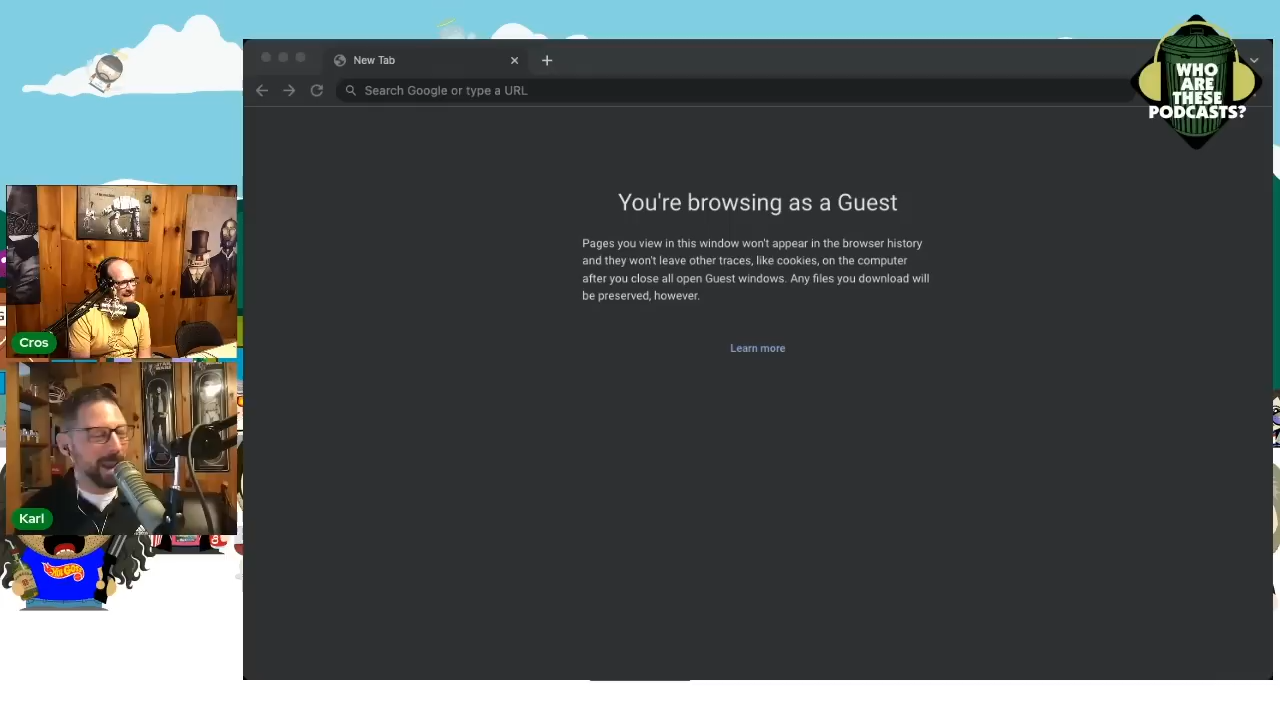 New Tab
Search Google or type a URL
WHO
ARE
THESE
PODCASTS?
You're browsing as a Guest
Pages you view in this window won't appear in the browser history
and they won't leave other traces, like cookies, on the computer
after you close all open Guest windows. Any files you download will
be preserved, however.
Learn more
a
Cros
Karl